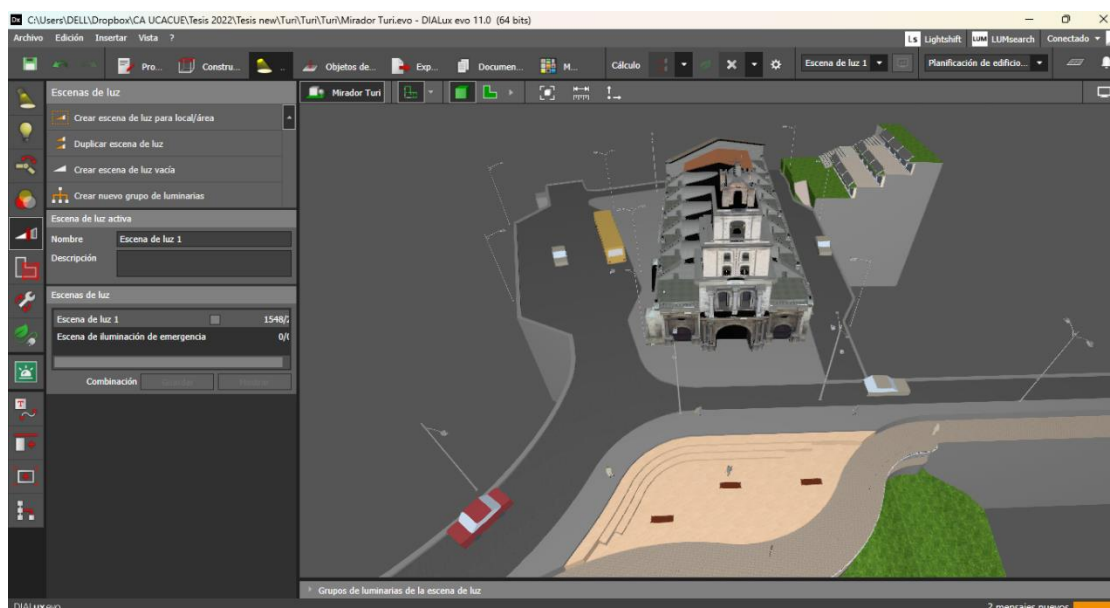 C:\Users\DELL\Dropbox\CA UCACUE\Tesis 2022\Tesis new\Turi\Turi\Turi\Mirador Turi.evo - DIALux evo 11.0 (64 bits)
Archivo Edición Insertar Vista ?
Ls Lightshift LUM LUMsearch Conectado
Pro... Constru... .. Objetos de... Exp... Documen... M... Cálculo Escena de luz 1 Planificación de edificio...
Escenas de luz
Mirador Turi
Crear escena de luz para local/área
Duplicar escena de luz
Crear escena de luz vacía
Crear nuevo grupo de luminarias
Escena de luz activa
Nombre Escena de luz 1
Descripción
Escenas de luz
Escena de luz 1 1548/2
Escena de iluminación de emergencia 0/(
Combinación
Grupos de luminarias de la escena de luz
DIALux evo
2 mensajes nuevos